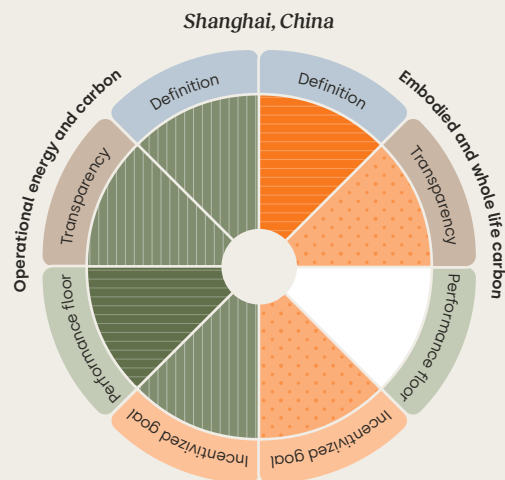 Shanghai, China
Operational energy and carbon
Embodied and whole life carbon
Definition
Definition
Transparency
Transparency
Performance floor
Performance floor
Incentivized goal
Incentivized goal